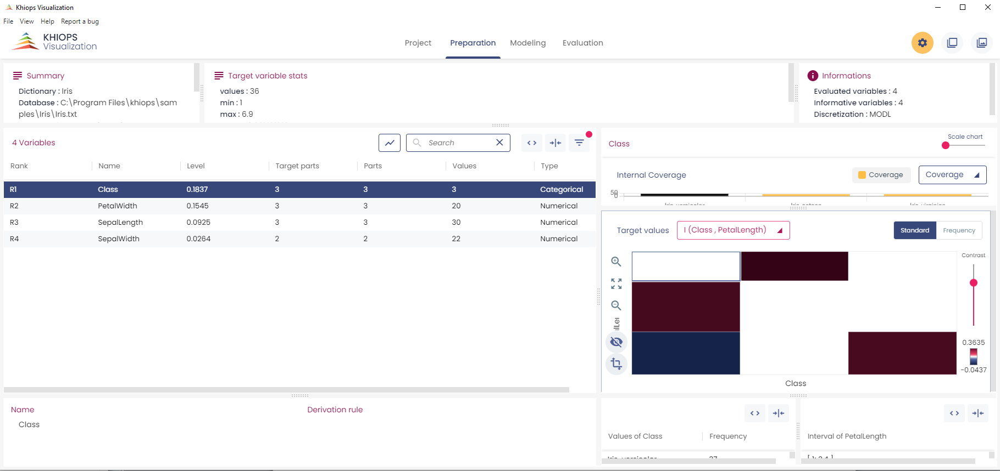 Khiops Visualization
File View Help Report a bug
KHIOPS
Visualization
Project Preparation Modeling Evaluation
Summary
Dictionary : Iris
Database : C:\Program Files\khiops\sam
ples\Iris\Iris.txt
Target variable stats
values : 36
min : 1
max : 6.9
Informations
Evaluated variables : 4
Informative variables : 4
Discretization : MODL
4 Variables
Search
Rank Name Level Target parts Parts Values Type
R1 Class 0.1837 3 3 3 Categorical
R2 PetalWidth 0.1545 3 3 20 Numerical
R3 SepalLength 0.0925 3 3 30 Numerical
R4 SepalWidth 0.0264 2 2 22 Numerical
Class
Scale chart
Internal Coverage
Coverage
Coverage
50
0
Target values
I (Class , PetalLength)
Standard Frequency
Contrast
0.3635
-0.0437
Class
Name Derivation rule
Class
Values of Class Frequency
Interval of PetalLength